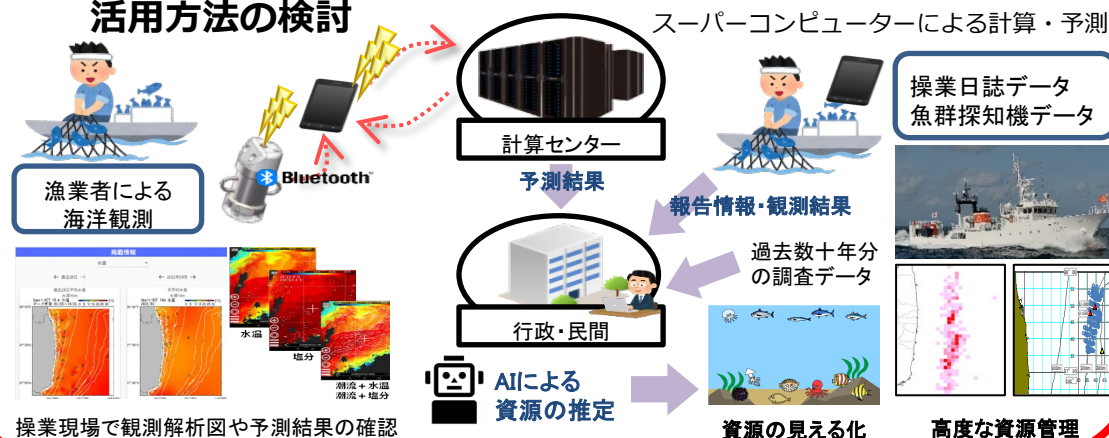 活用方法の検討
スーパーコンピューターによる計算・予測
計算センター
操業日誌データ
魚群探知機データ
Bluetooth
漁業者による
海洋観測
予測結果
報告情報・観測結果
過去数十年分
の調査データ
行政・民間
掲載情報
水温
水温
塩分
潮流+水温
潮流+塩分
AIによる
資源の推定
操業現場で観測解析図や予測結果の確認
資源の見える化
高度な資源管理